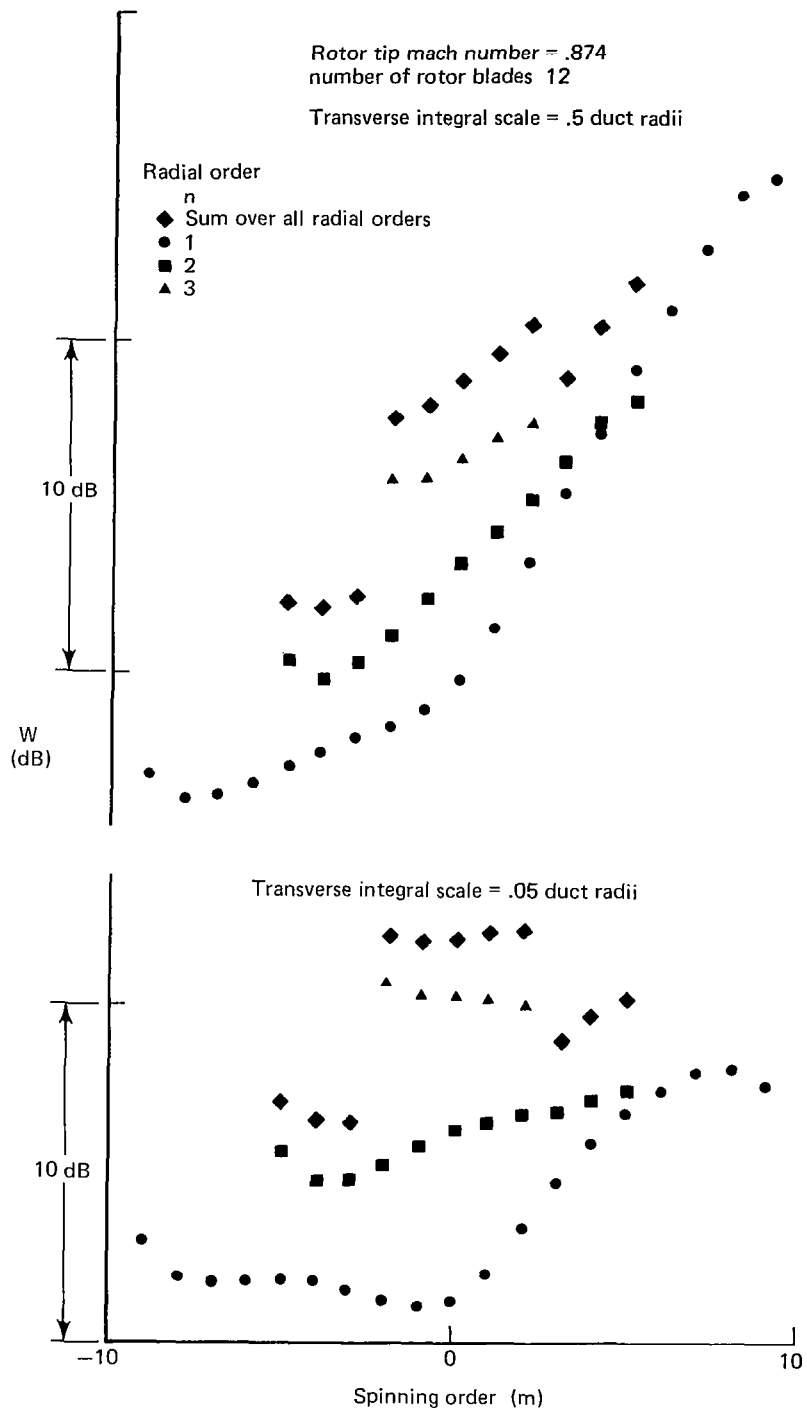 Rotor tip mach number = .874
number of rotor blades 12
Transverse integral scale = .5 duct radii
Radial order
n
◆ Sum over all radial orders
● 1
■ 2
▲ 3
10 dB
W
(dB)
Transverse integral scale = .05 duct radii
10 dB
−10
0
10
Spinning order (m)